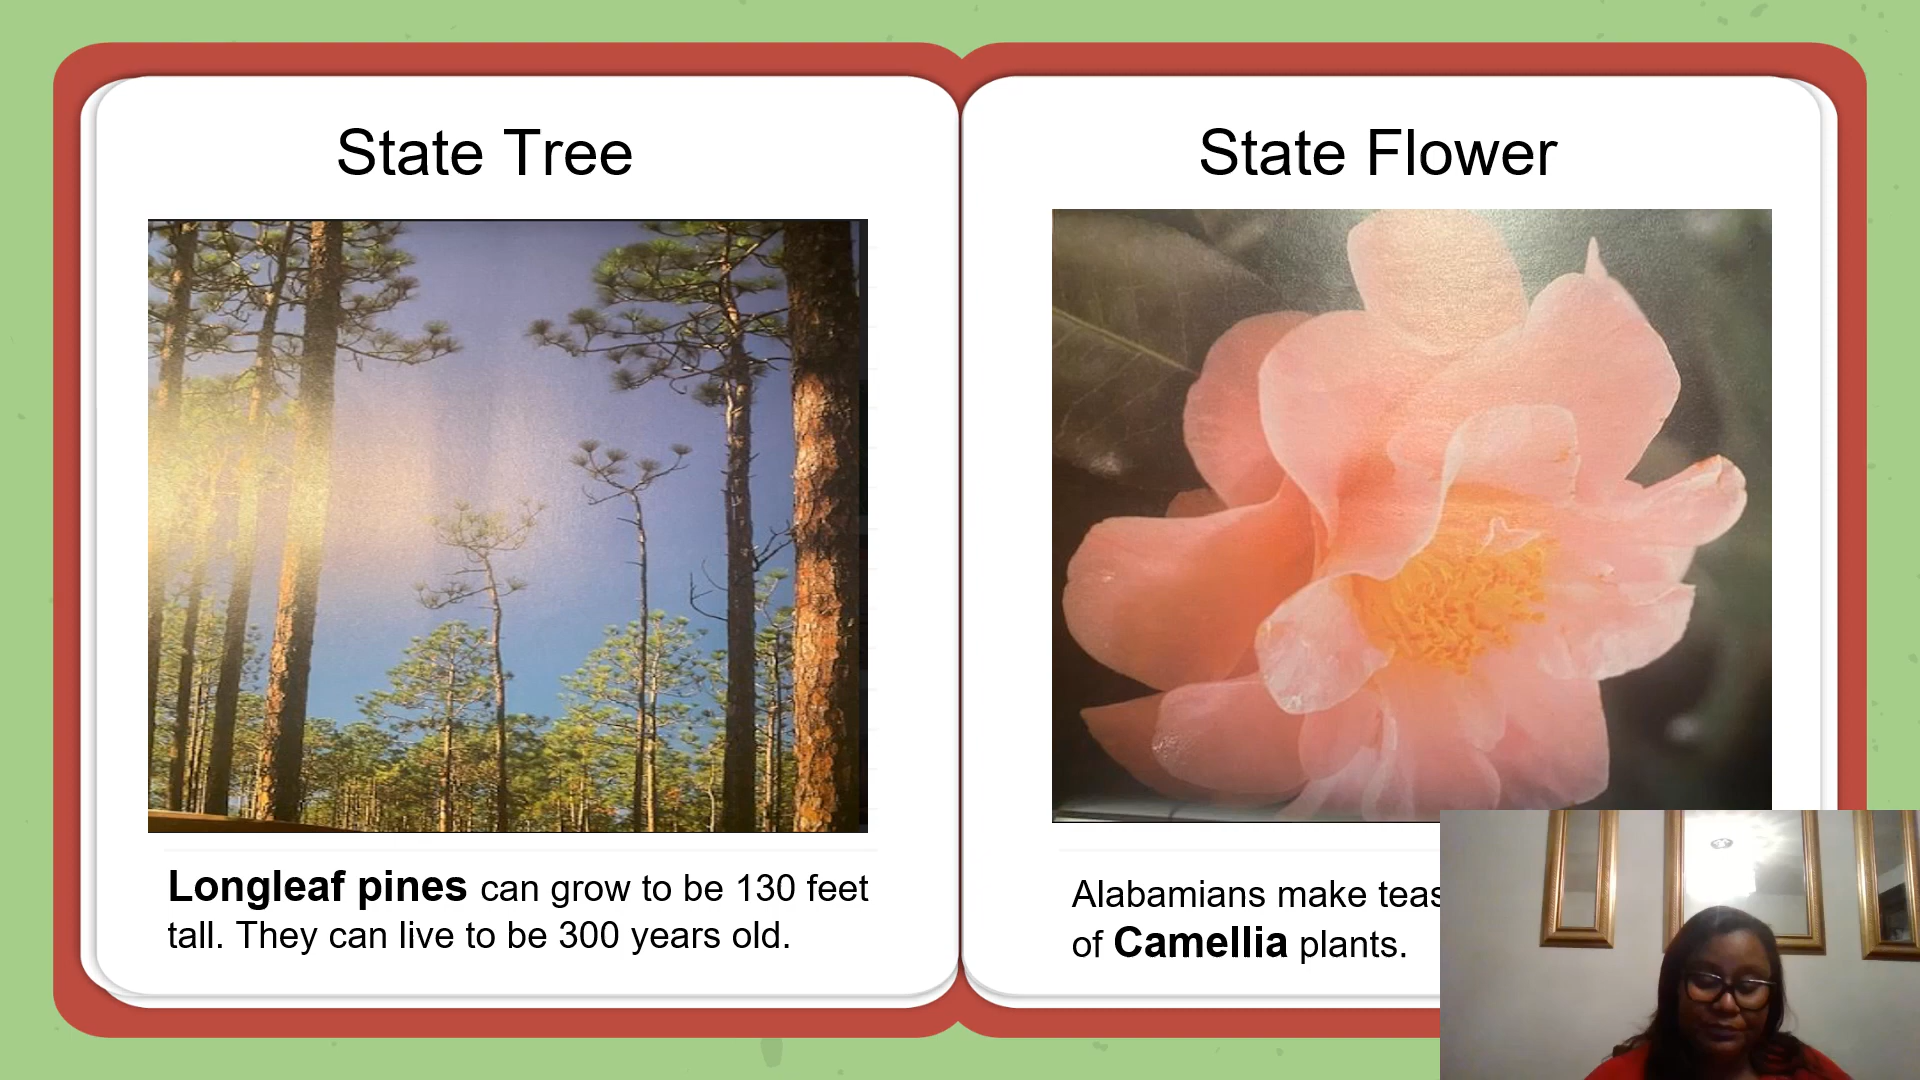 State Tree
Longleaf pines can grow to be 130 feet
tall. They can live to be 300 years old.
State Flower
Alabamians make teas
of Camellia plants.